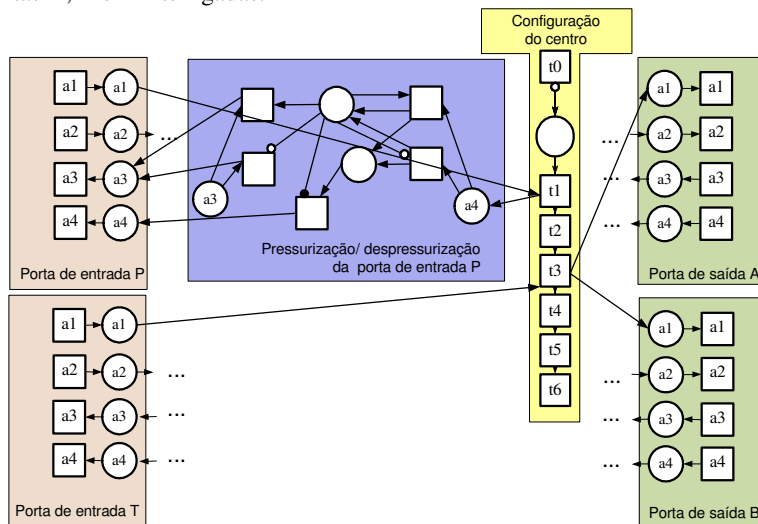 Configuração
do centro
t0
a1 a1
a2 a2 ...
a3 a3
a4 a4
Porta de entrada P
a3
a4
Pressurização/ despressurização
da porta de entrada P
t1
t2
t3
t4
t5
t6
a1 a1
... a2 a2
... a3 a3
... a4 a4
Porta de saída A
a1 a1
a2 a2 ...
a3 a3 ...
a4 a4 ...
Porta de entrada T
a1 a1
... a2 a2
a3 a3
... a4 a4
Porta de saída B